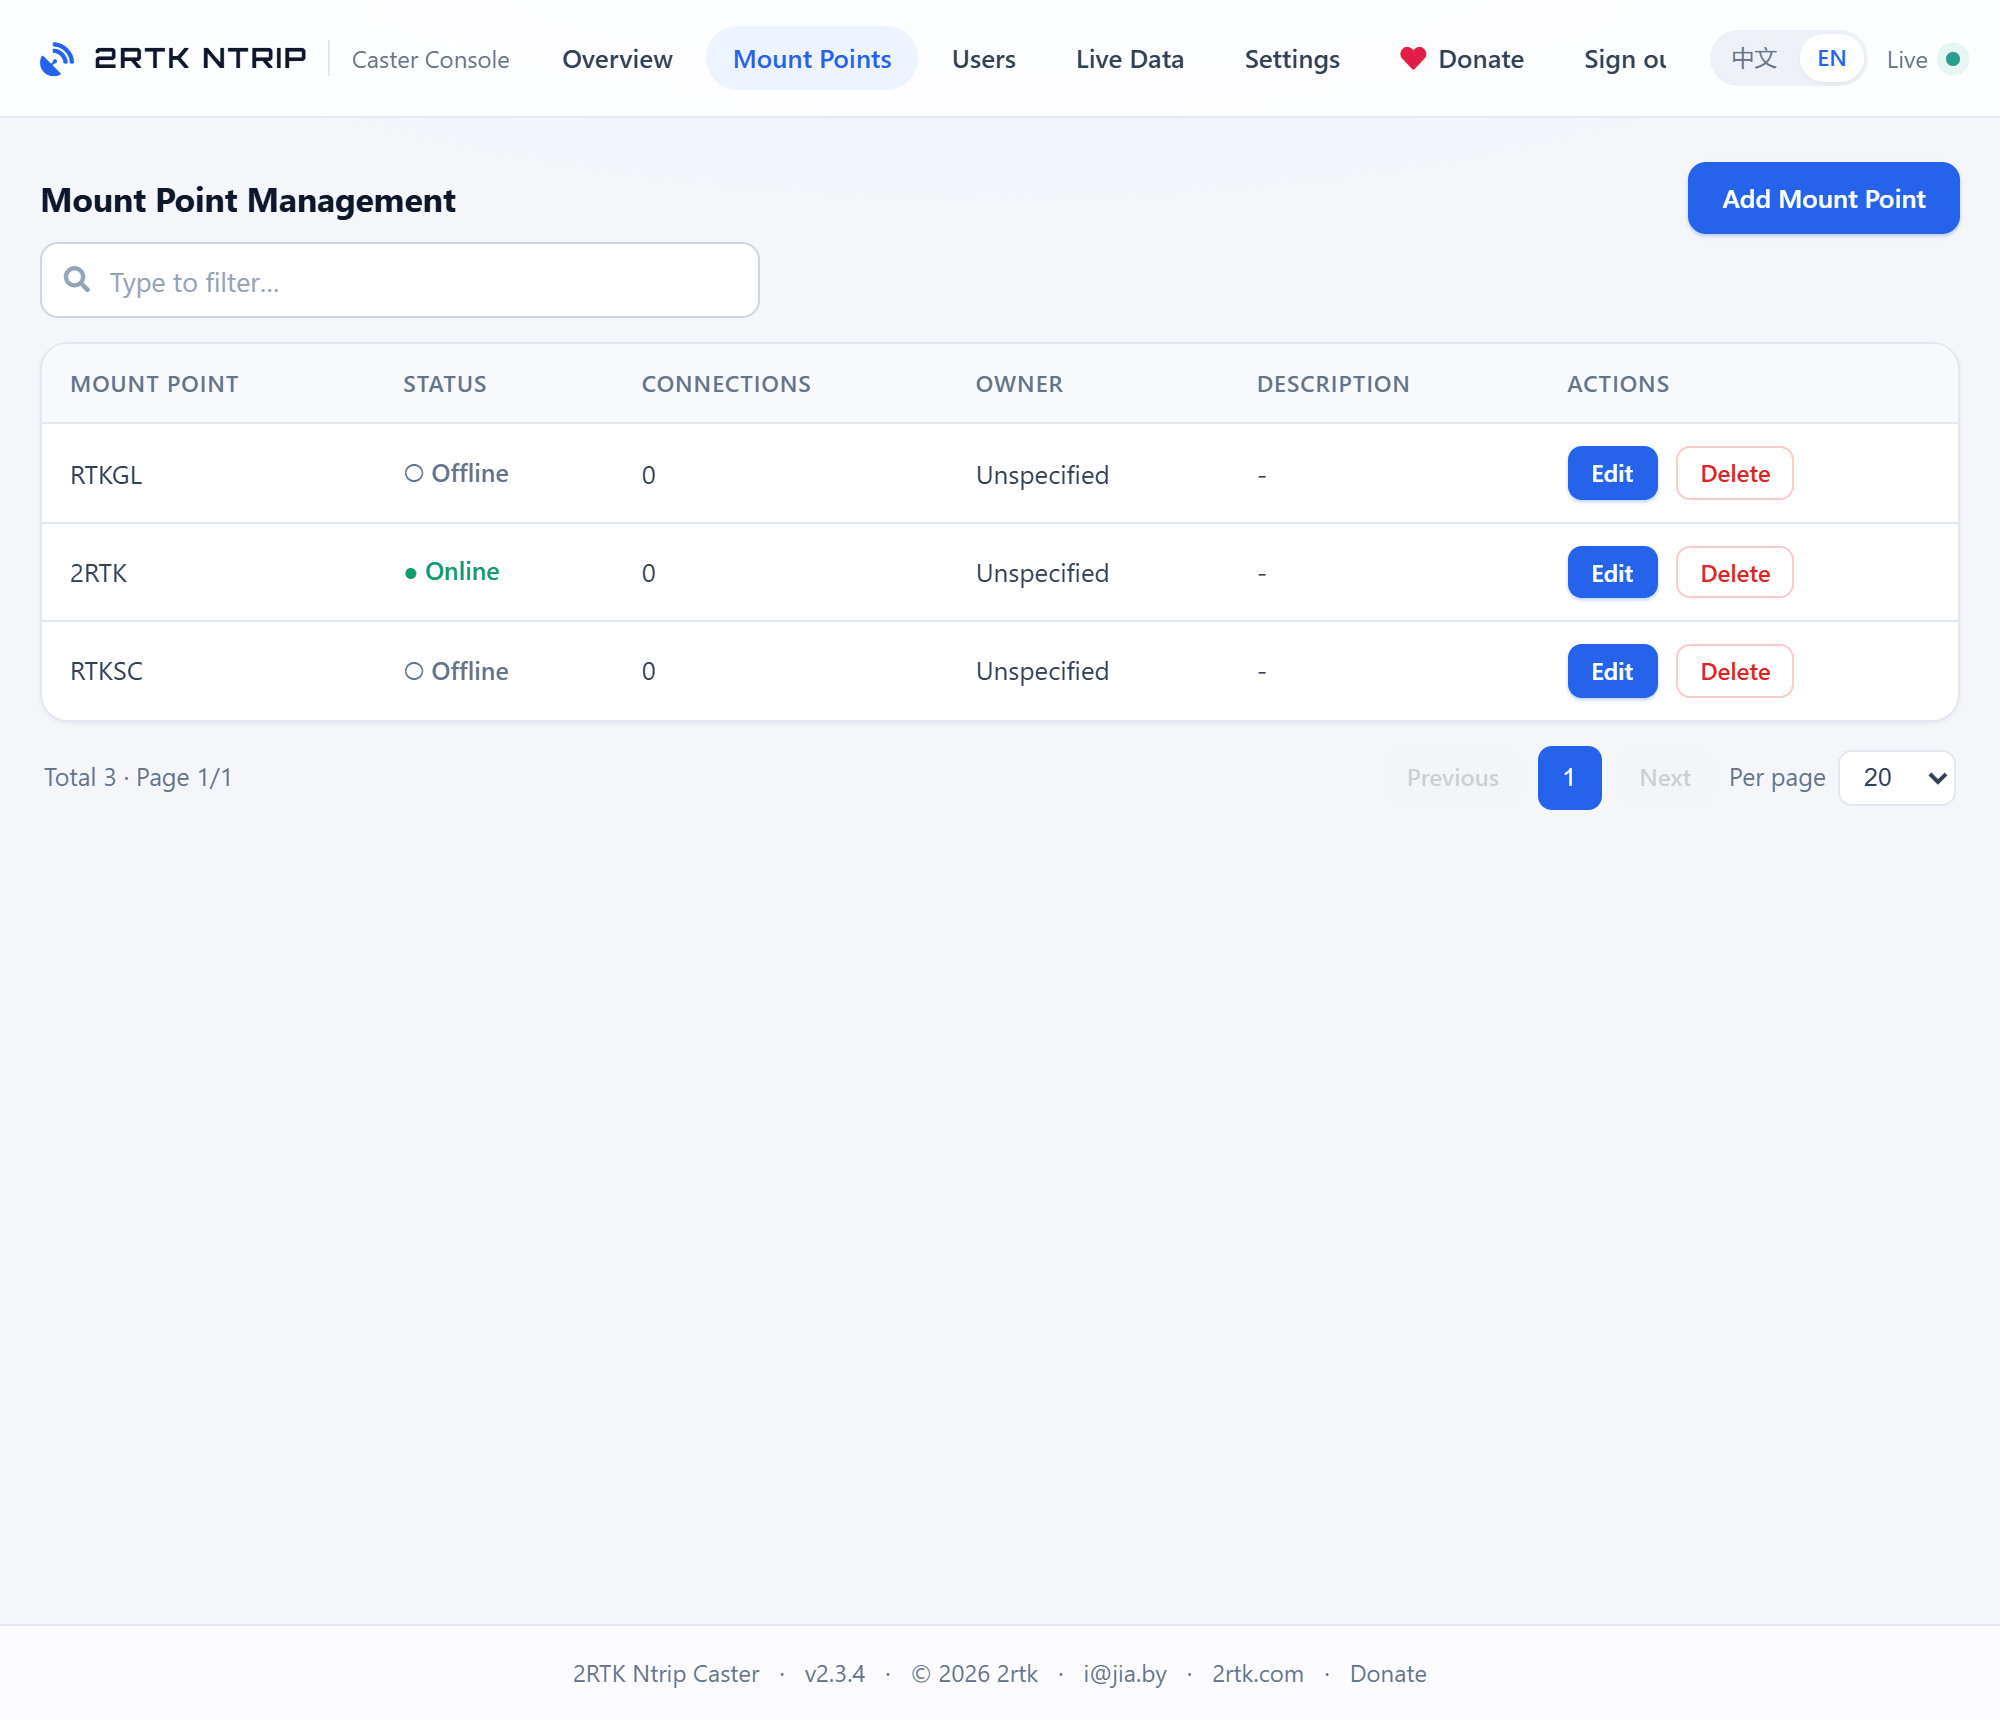 2RTK NTRIP Caster Console Overview Mount Points Users Live Data Settings Donate Sign ou 中文 EN Live
Mount Point Management
Add Mount Point
Type to filter...
MOUNT POINT STATUS CONNECTIONS OWNER DESCRIPTION ACTIONS
RTKGL Offline 0 Unspecified - Edit Delete
2RTK Online 0 Unspecified - Edit Delete
RTKSC Offline 0 Unspecified - Edit Delete
Total 3 · Page 1/1 Previous 1 Next Per page 20
2RTK Ntrip Caster · v2.3.4 · © 2026 2rtk · i@jia.by · 2rtk.com · Donate